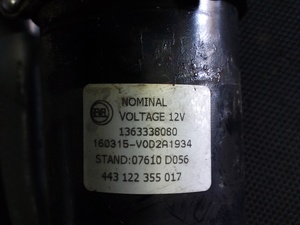 NOMINAL
VOLTAGE 12V
1363338080
160315-V0D2A1934
STAND:07610 D056
443 122 355 017